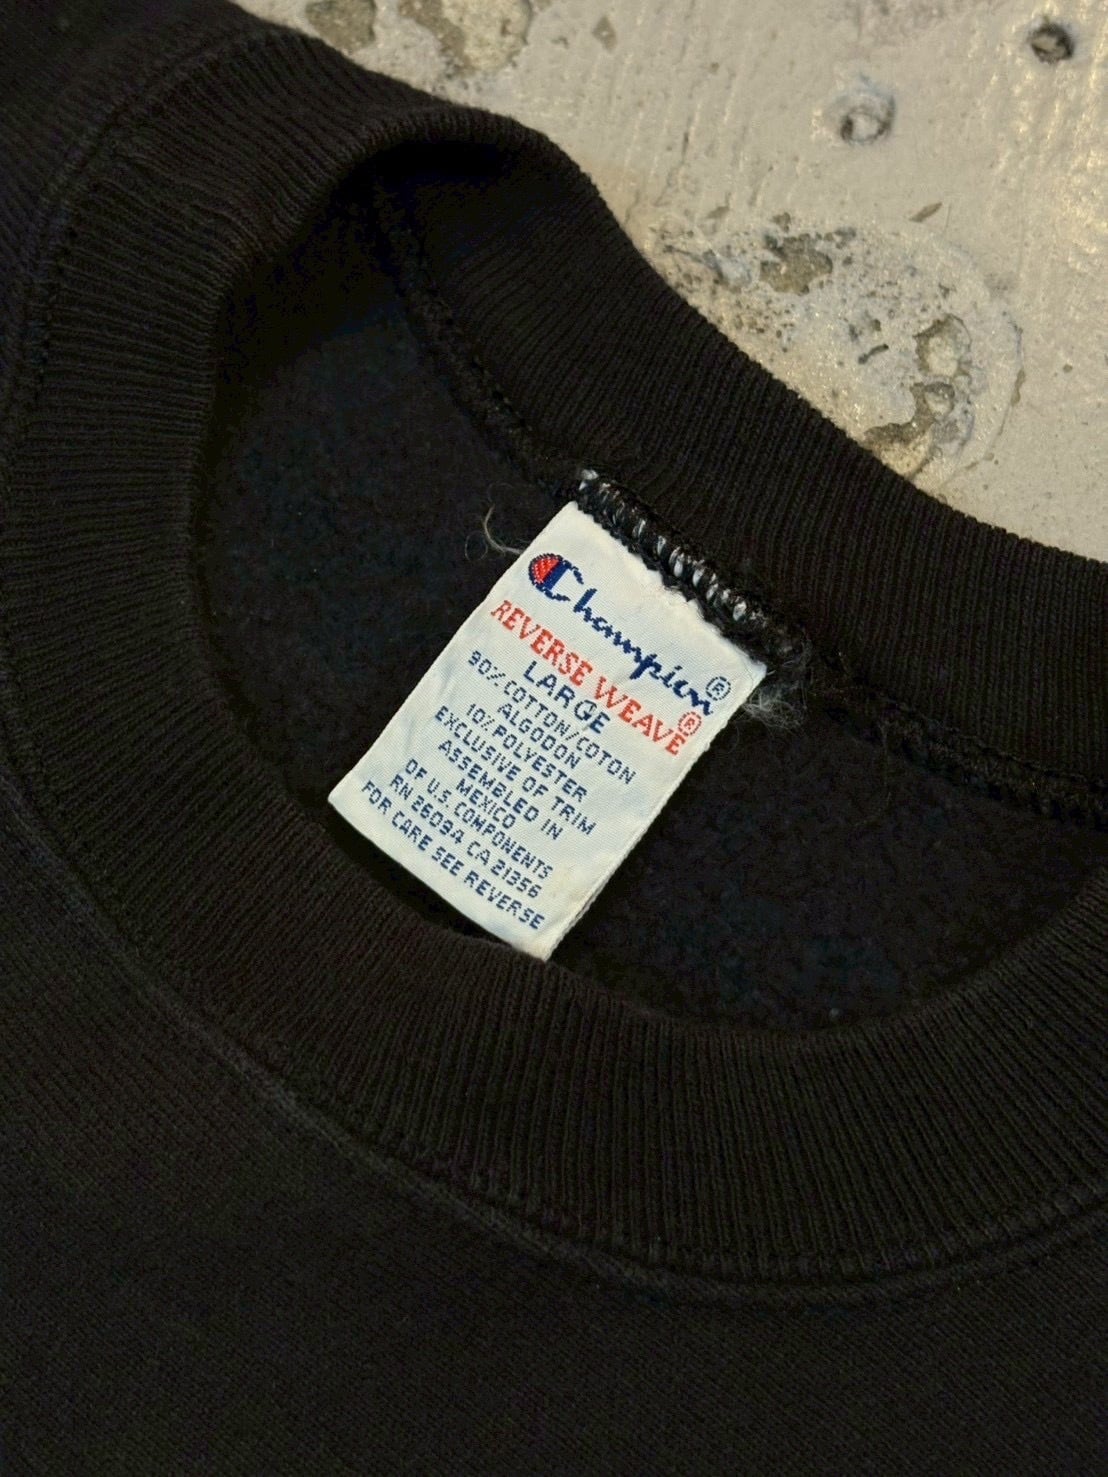 Champion®
REVERSE WEAVE®
LARGE
90% COTTON/COTON
ALGODON
10% POLYESTER
EXCLUSIVE OF TRIM
ASSEMBLED IN
MEXICO
OF U.S. COMPONENTS
RN 26094 CA 21356
FOR CARE SEE REVERSE